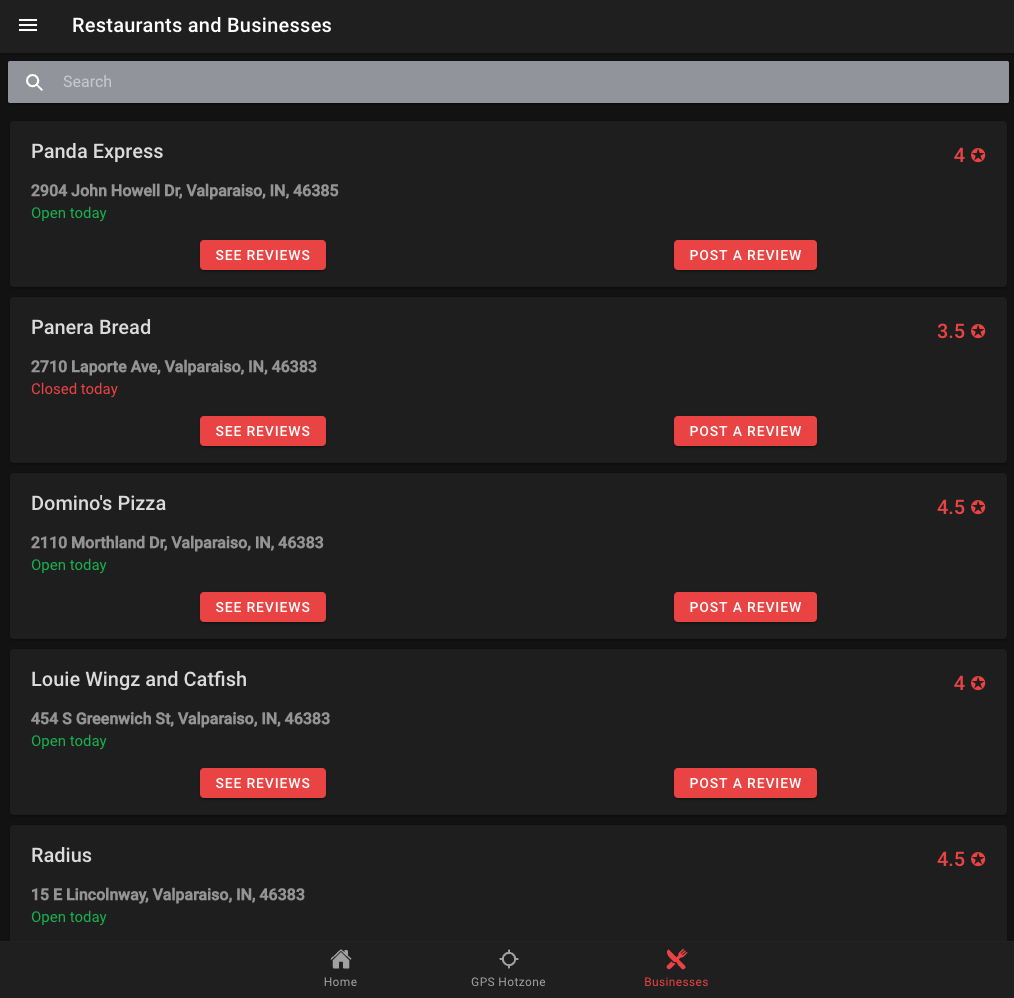 Restaurants and Businesses
Search
Panda Express
4
2904 John Howell Dr, Valparaiso, IN, 46385
Open today
SEE REVIEWS
POST A REVIEW
Panera Bread
3.5
2710 Laporte Ave, Valparaiso, IN, 46383
Closed today
SEE REVIEWS
POST A REVIEW
Domino's Pizza
4.5
2110 Morthland Dr, Valparaiso, IN, 46383
Open today
SEE REVIEWS
POST A REVIEW
Louie Wingz and Catfish
4
454 S Greenwich St, Valparaiso, IN, 46383
Open today
SEE REVIEWS
POST A REVIEW
Radius
4.5
15 E Lincolnway, Valparaiso, IN, 46383
Open today
Home
GPS Hotzone
Businesses